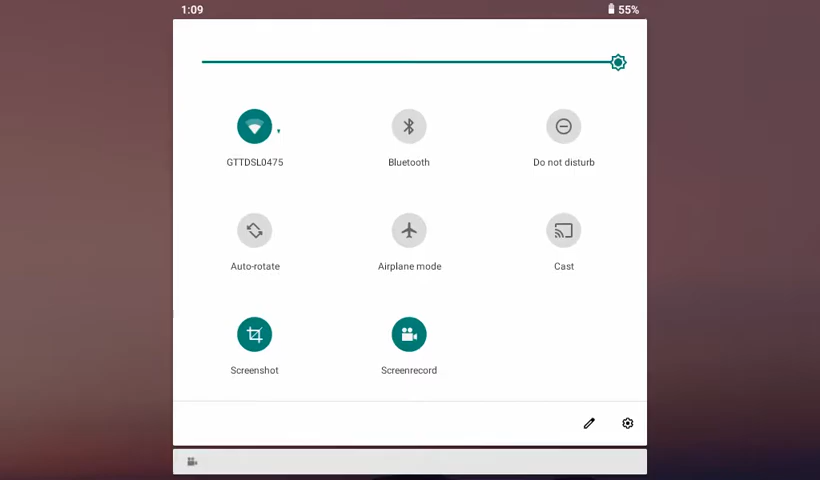 1:09 55%
GTTDSL0475 Bluetooth Do not disturb
Auto-rotate Airplane mode Cast
Screenshot Screenrecord